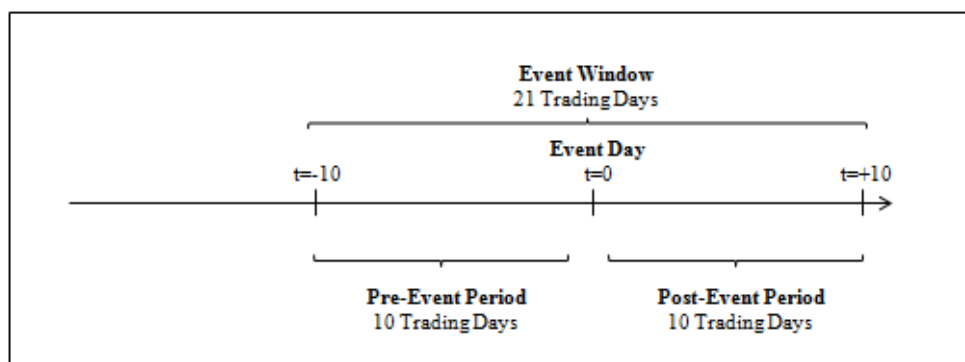 Event Window
21 Trading Days
Event Day
t=-10
t=0
t=+10
Pre-Event Period
10 Trading Days
Post-Event Period
10 Trading Days